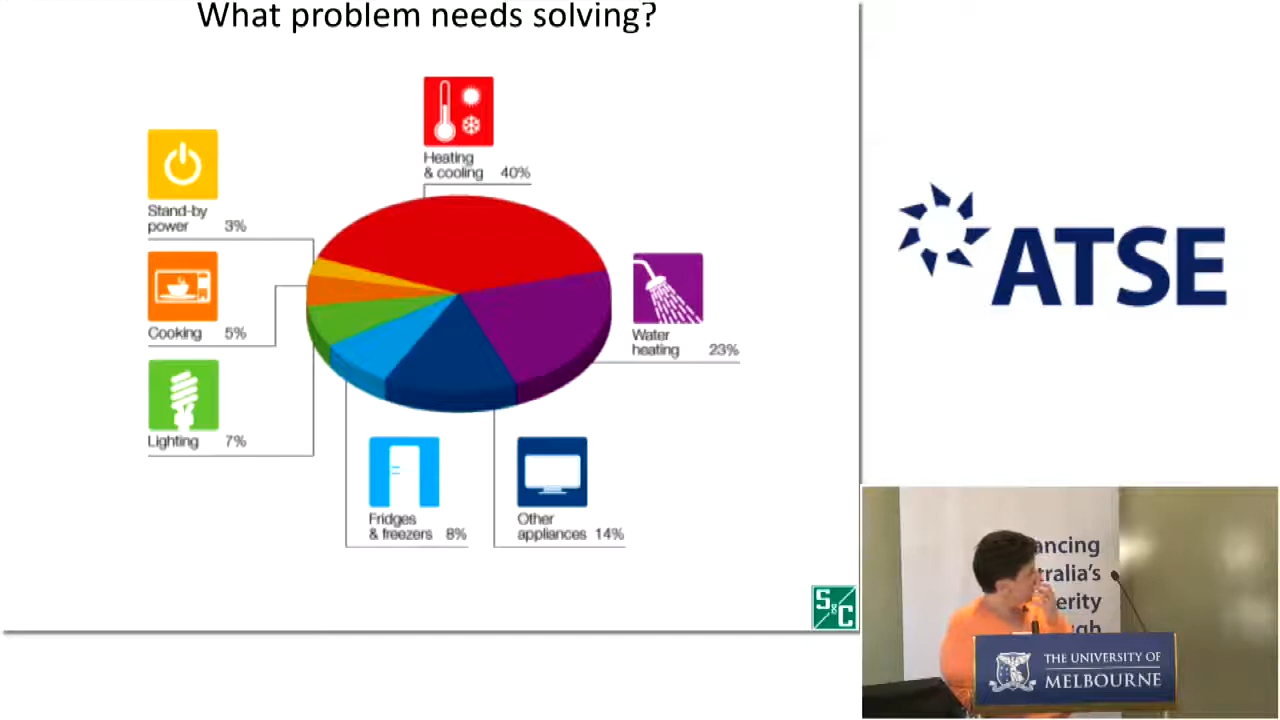 What problem needs solving?
Heating
& cooling 40%
Stand-by
power 3%
Cooking 5%
Lighting 7%
Water
heating 23%
Fridges
& freezers 8%
Other
appliances 14%
S&C
ATSE
ancing
tralia's
erity
ugh
THE UNIVERSITY OF
MELBOURNE